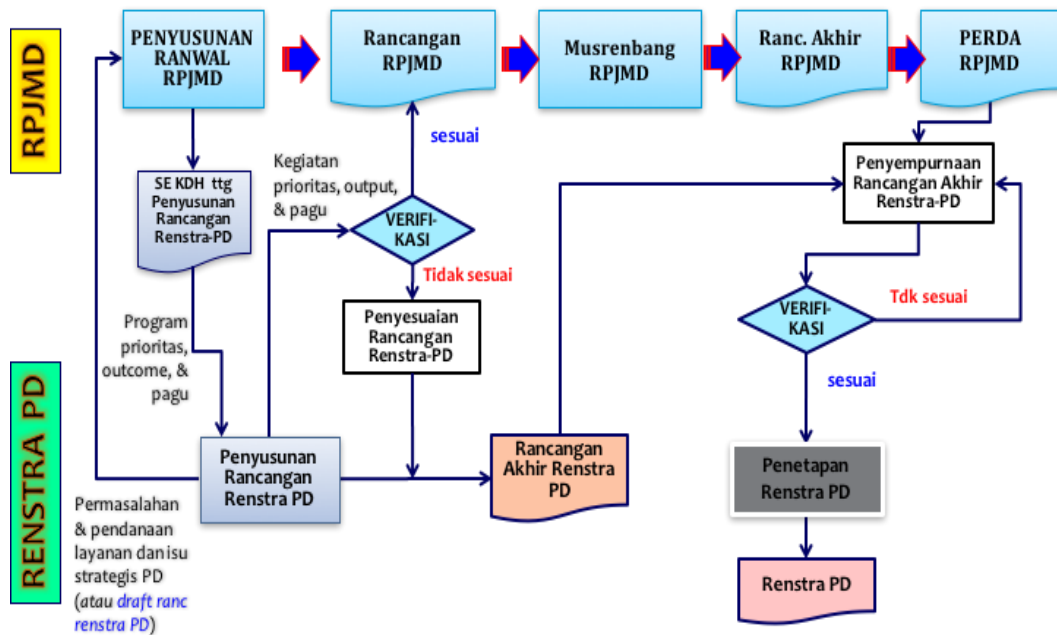 RPJMD
PENYUSUNAN
RANWAL
RPJMD
Rancangan
RPJMD
Musrenbang
RPJMD
Ranc. Akhir
RPJMD
PERDA
RPJMD
SE KDH ttg
Penyusunan
Rancangan
Renstra-PD
Kegiatan
prioritas, output,
& pagu
sesuai
VERIFI-
KASI
Tidak sesuai
Penyesuaian
Rancangan
Renstra-PD
Penyempurnaan
Rancangan Akhir
Renstra-PD
VERIFI-
KASI
Tdk sesuai
sesuai
Program
prioritas,
outcome, &
pagu
RENSTRA PD
Penyusunan
Rancangan
Renstra PD
Rancangan
Akhir Renstra
PD
Penetapan
Renstra PD
Renstra PD
Permasalahan
& pendanaan
layanan dan isu
strategis PD
(atau draft ranc
renstra PD)